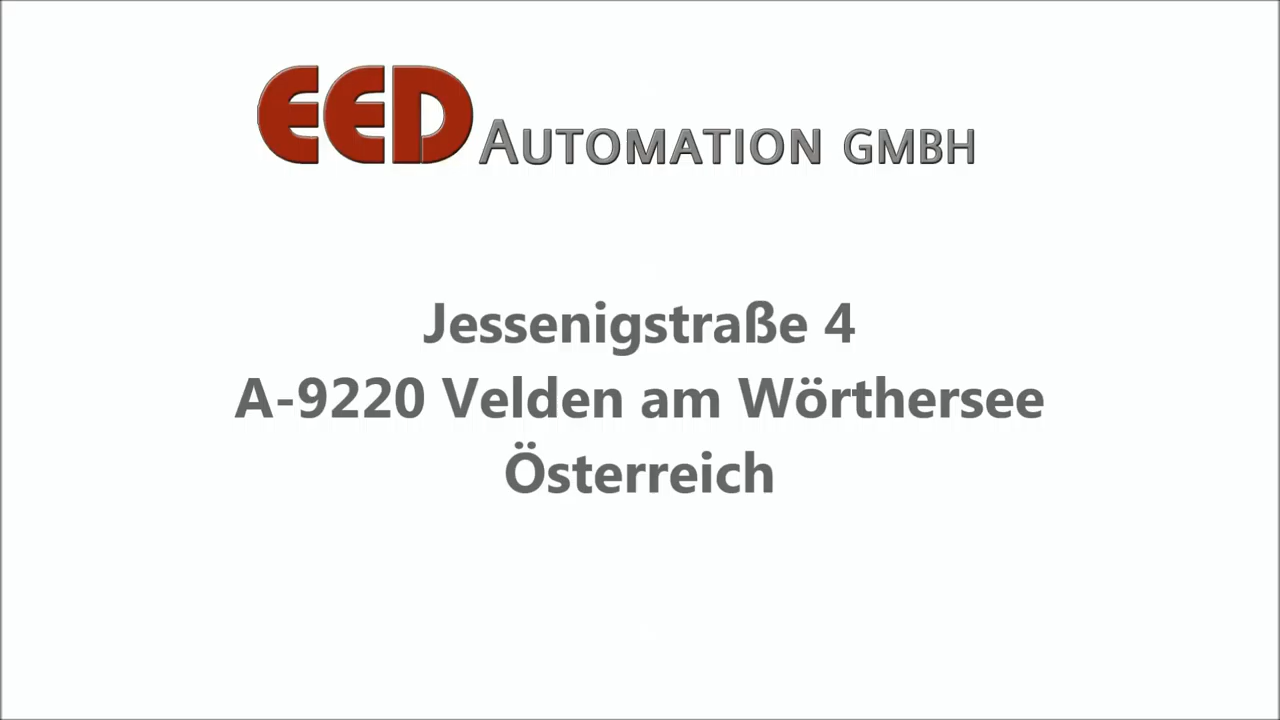 EED AUTOMATION GMBH
Jessenigstraße 4
A-9220 Velden am Wörthersee
Österreich